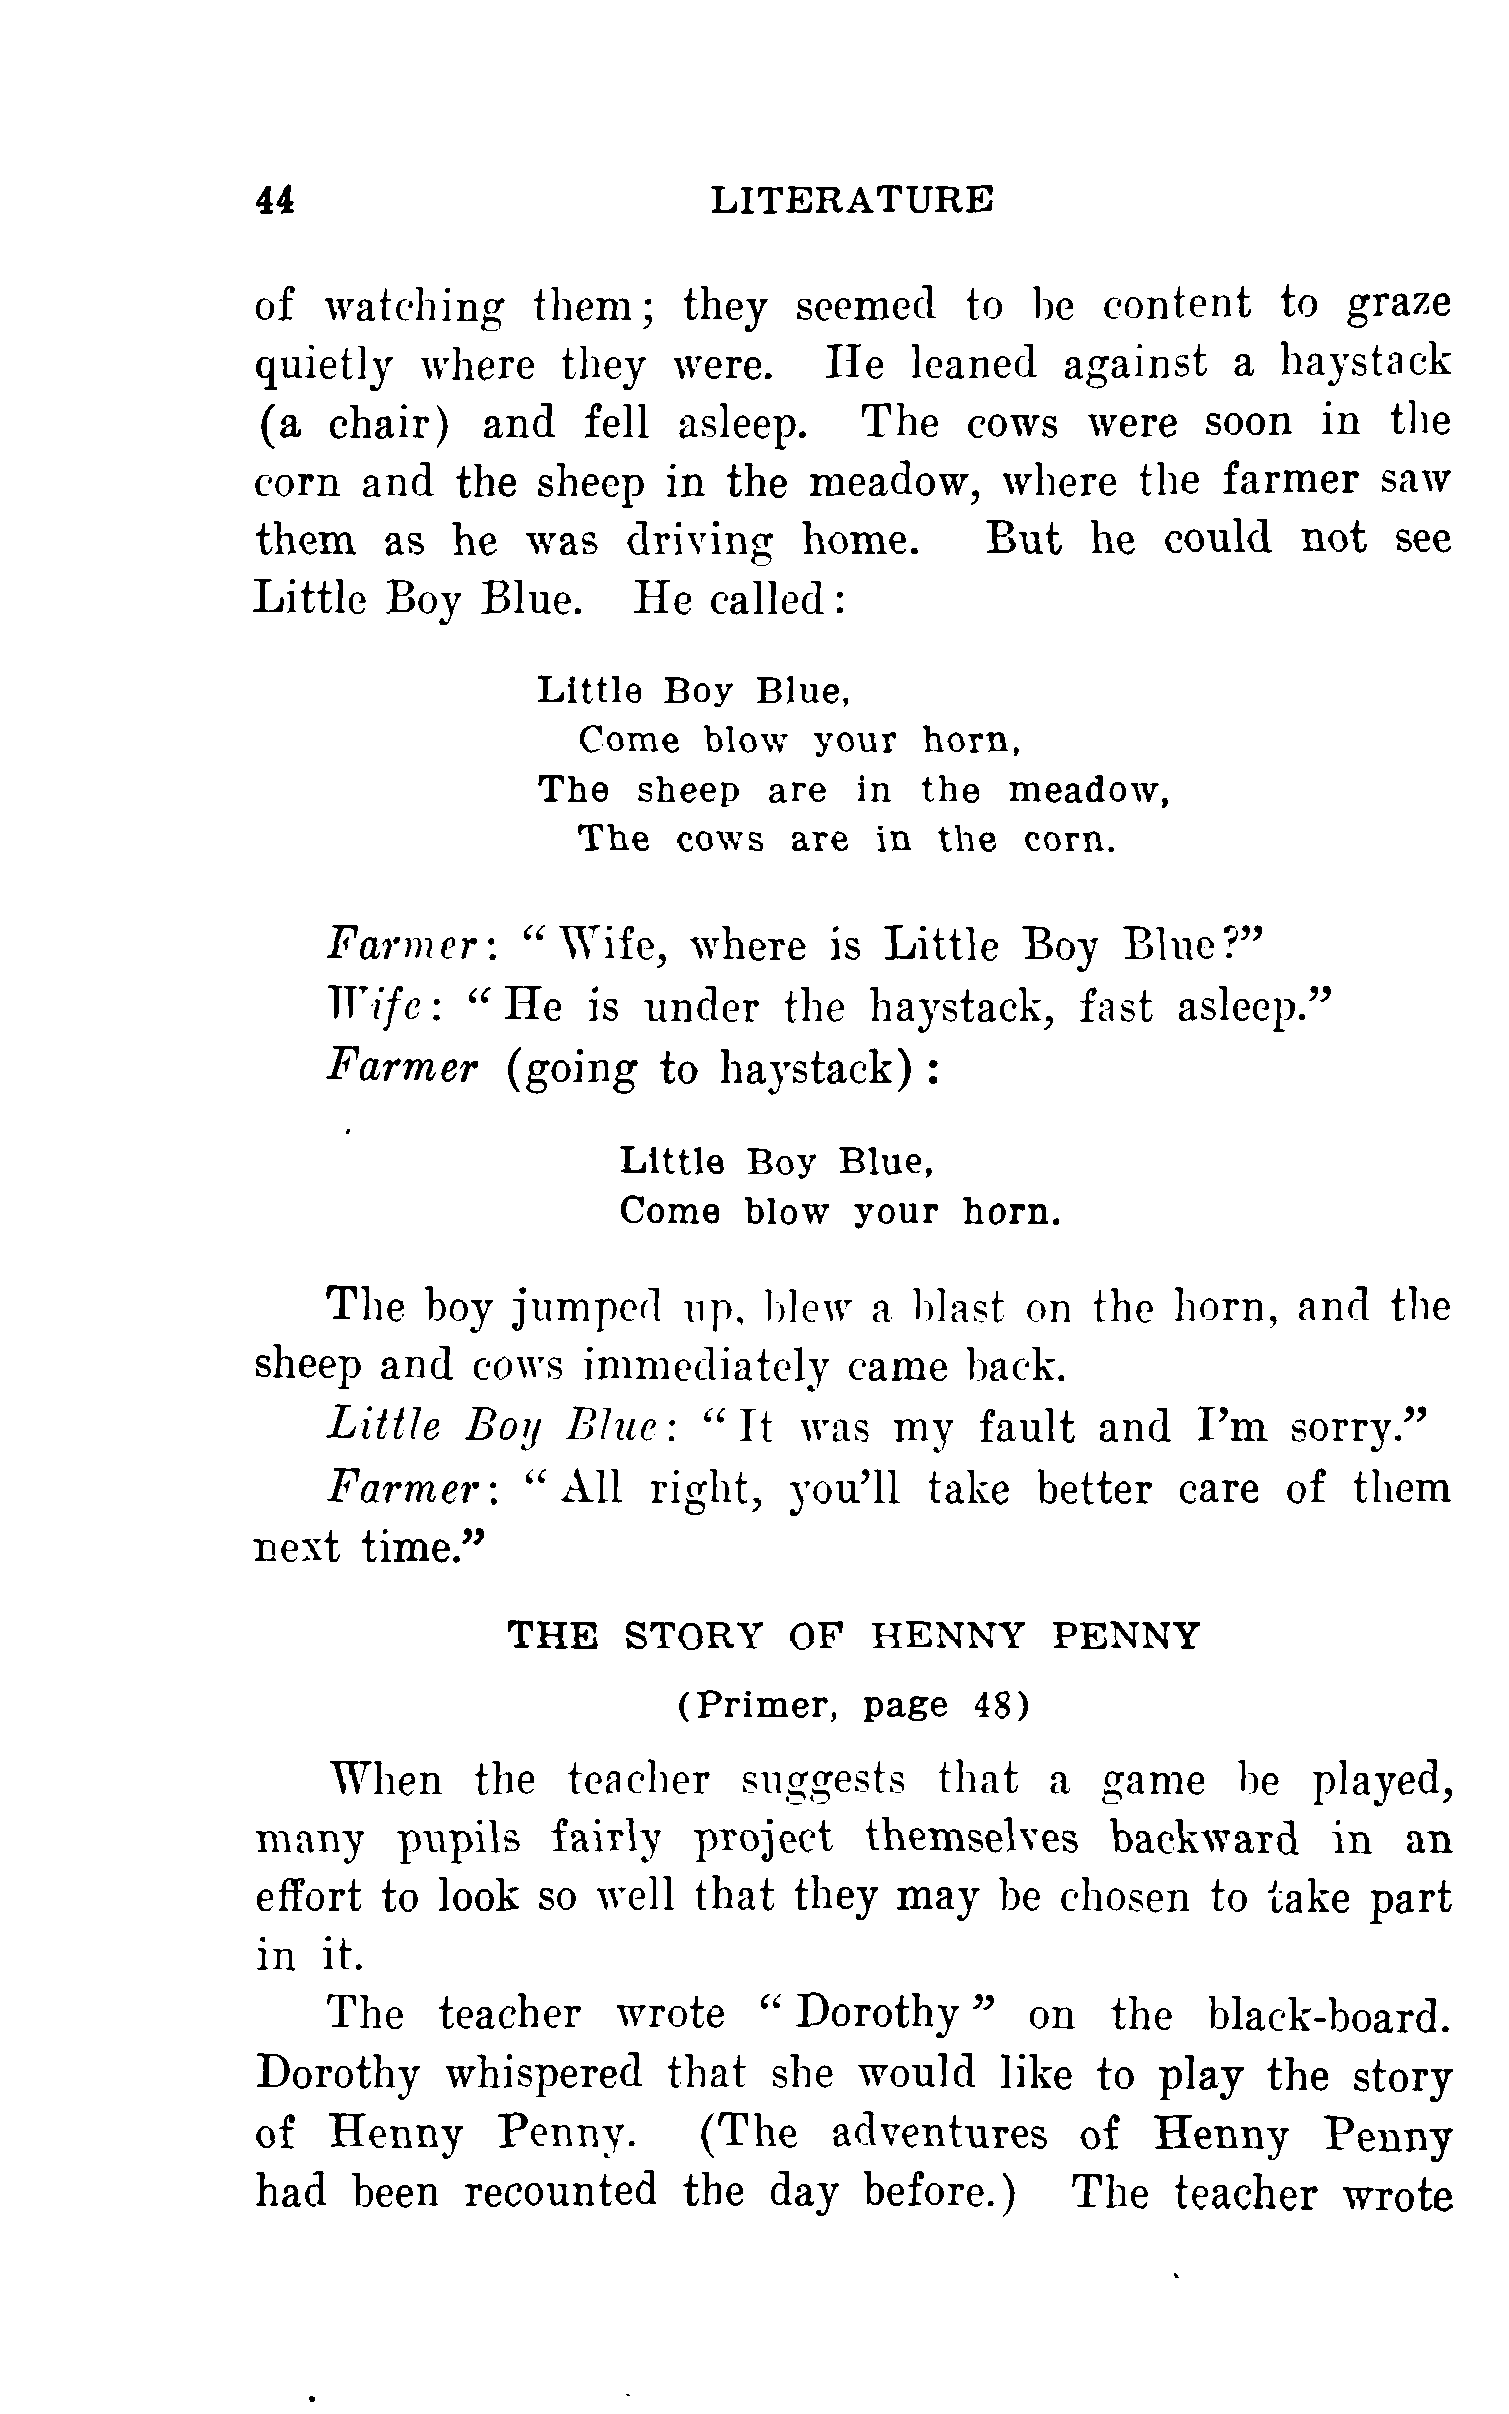 44 LITERATURE
of watching them; they seemed to be content to graze
quietly where they were. He leaned against a haystack
(a chair) and fell asleep. The cows were soon in the
corn and the sheep in the meadow, where the farmer saw
them as he was driving home. But he could not see
Little Boy Blue. He called:
Little Boy Blue,
Come blow your horn,
The sheep are in the meadow,
The cows are in the corn.
Farmer: "Wife, where is Little Boy Blue?"
Wife: "He is under the haystack, fast asleep."
Farmer (going to haystack):
Little Boy Blue,
Come blow your horn.
The boy jumped up, blew a blast on the horn, and the
sheep and cows immediately came back.
Little Boy Blue: "It was my fault and I'm sorry."
Farmer: "All right, you'll take better care of them
next time."
THE STORY OF HENNY PENNY
(Primer, page 48)
When the teacher suggests that a game be played,
many pupils fairly project themselves backward in an
effort to look so well that they may be chosen to take part
in it.
The teacher wrote "Dorothy" on the black-board.
Dorothy whispered that she would like to play the story
of Henny Penny. (The adventures of Henny Penny
had been recounted the day before.) The teacher wrote